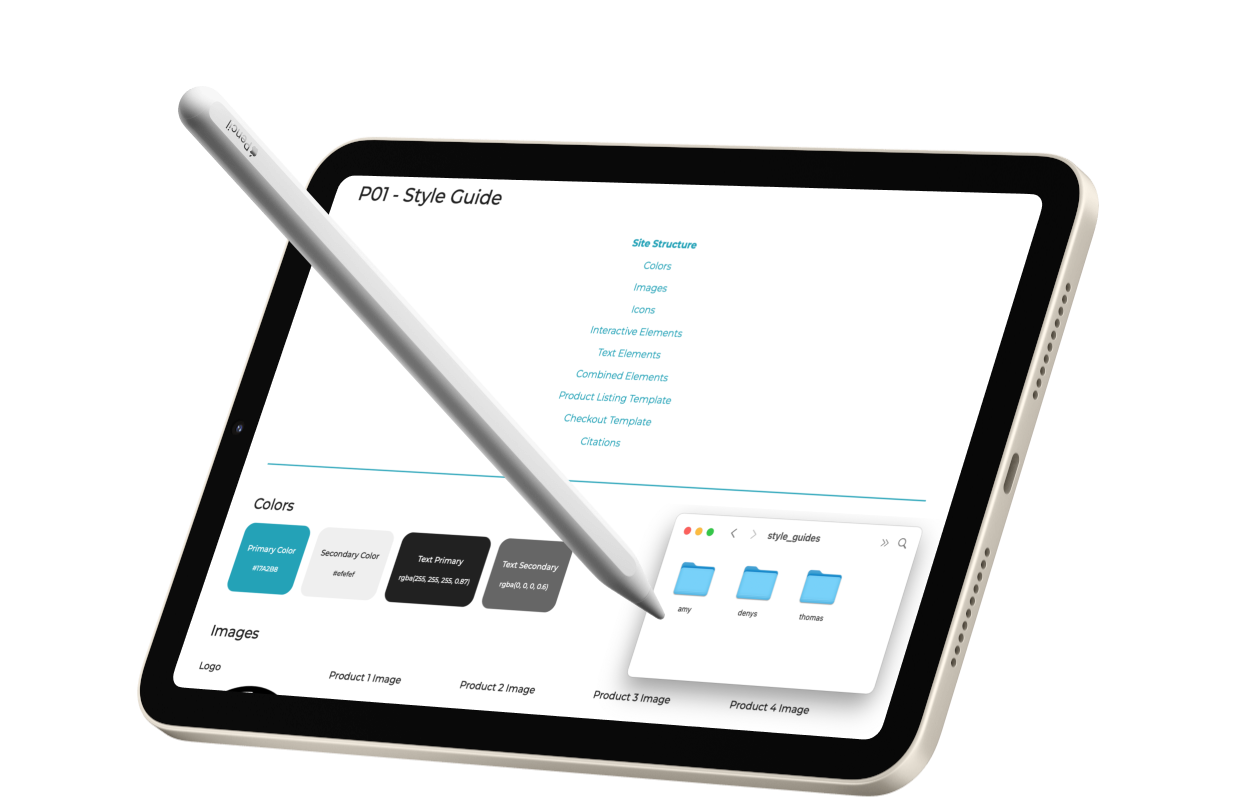 Pencil
P01 - Style Guide
Site Structure
Colors
Images
Icons
Interactive Elements
Text Elements
Combined Elements
Product Listing Template
Checkout Template
Citations
Colors
Primary Color
#17A2B8
Secondary Color
#efefef
Text Primary
rgba(255, 255, 255, 0.87)
Text Secondary
rgba(0, 0, 0, 0.6)
style_guides
amy
denys
thomas
Images
Logo
Product 1 Image
Product 2 Image
Product 3 Image
Product 4 Image